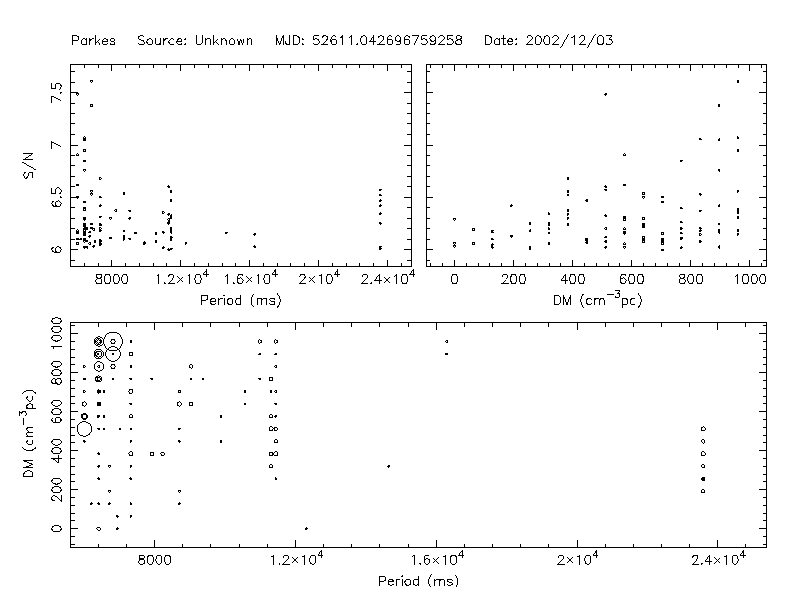 Parkes Source: Unknown MJD: 52611.042696759258 Date: 2002/12/03
S/N
7.5
7
6.5
6
8000 1.2×10⁴ 1.6×10⁴ 2×10⁴ 2.4×10⁴
Period (ms)
0 200 400 600 800 1000
DM (cm⁻³pc)
DM (cm⁻³pc)
1000
800
600
400
200
0
8000 1.2×10⁴ 1.6×10⁴ 2×10⁴ 2.4×10⁴
Period (ms)